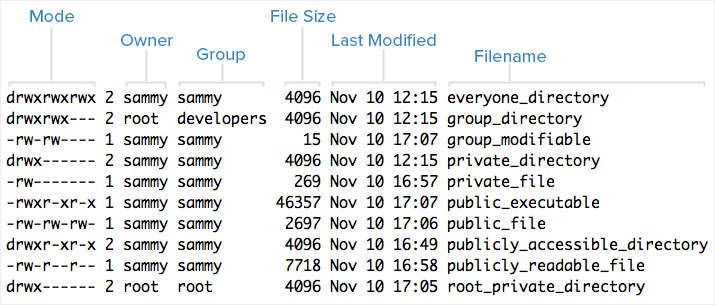 Mode
File Size
Owner
Last Modified
Group
Filename
drwxrwxrwx 2 sammy sammy 4096 Nov 10 12:15 everyone_directory
drwxrwx--- 2 root developers 4096 Nov 10 12:15 group_directory
-rw-rw---- 1 sammy sammy 15 Nov 10 17:07 group_modifiable
drwx------ 2 sammy sammy 4096 Nov 10 12:15 private_directory
-rw------- 1 sammy sammy 269 Nov 10 16:57 private_file
-rwxr-xr-x 1 sammy sammy 46357 Nov 10 17:07 public_executable
-rw-rw-rw- 1 sammy sammy 2697 Nov 10 17:06 public_file
drwxr-xr-x 2 sammy sammy 4096 Nov 10 16:49 publicly_accessible_directory
-rw-r--r-- 1 sammy sammy 7718 Nov 10 16:58 publicly_readable_file
drwx------ 2 root root 4096 Nov 10 17:05 root_private_directory